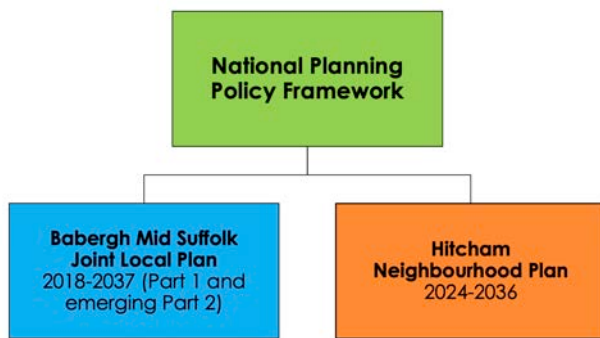 National Planning
Policy Framework
Babergh Mid Suffolk
Joint Local Plan
2018-2037 (Part 1 and
emerging Part 2)
Hitcham
Neighbourhood Plan
2024-2036